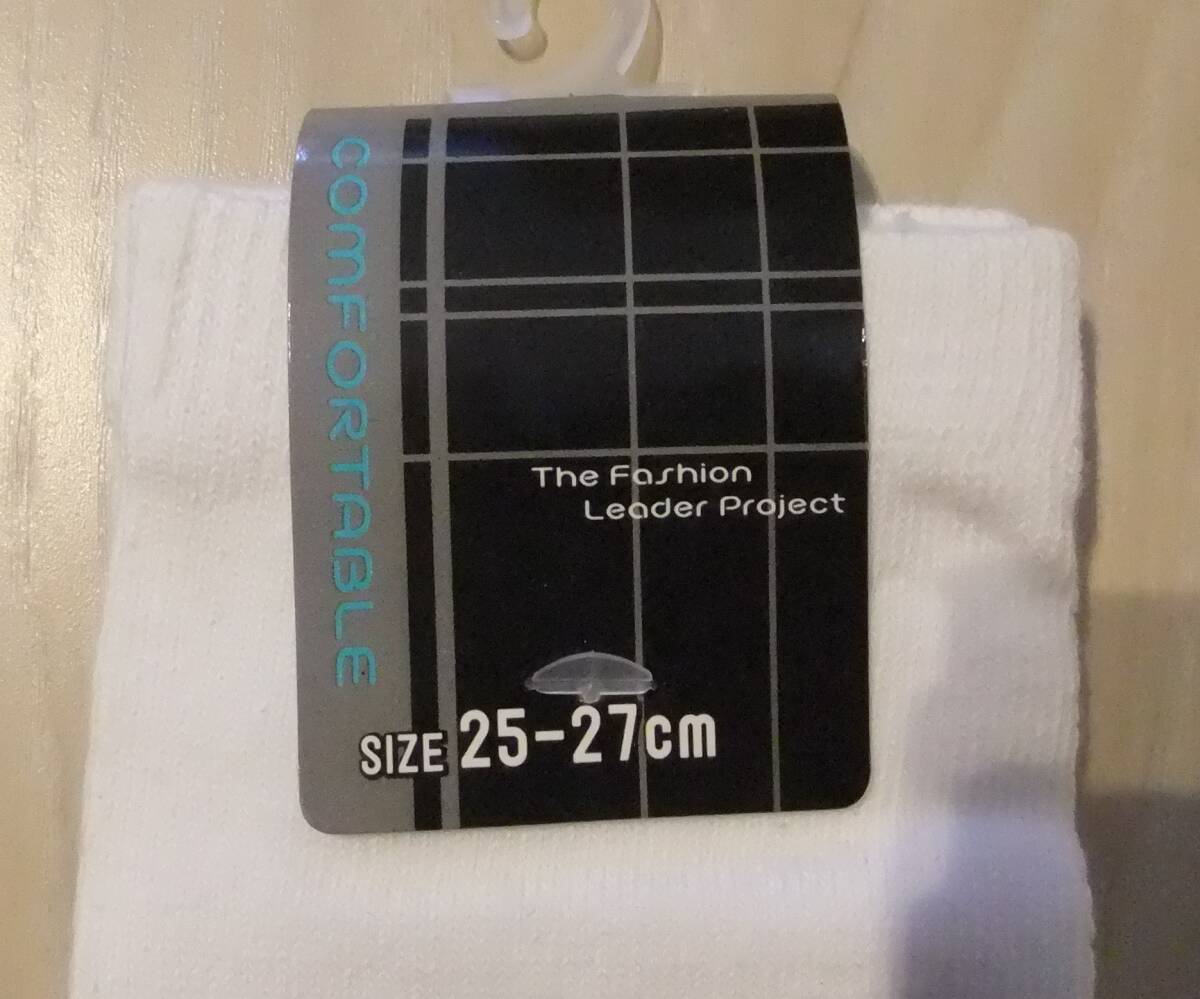 COMFORTABLE
The Fashion
Leader Project
SIZE 25-27cm